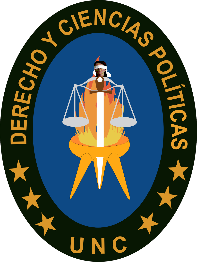 DERECHO Y CIENCIAS POLÍTICAS
UNC